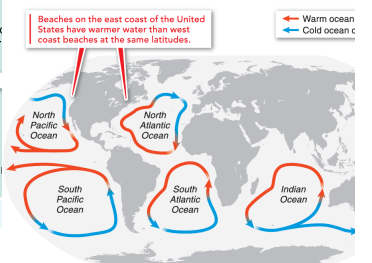 Beaches on the east coast of the United
States have warmer water than west
coast beaches at the same latitudes.
Warm ocean
Cold ocean
North
Pacific
Ocean
North
Atlantic
Ocean
South
Pacific
Ocean
South
Atlantic
Ocean
Indian
Ocean